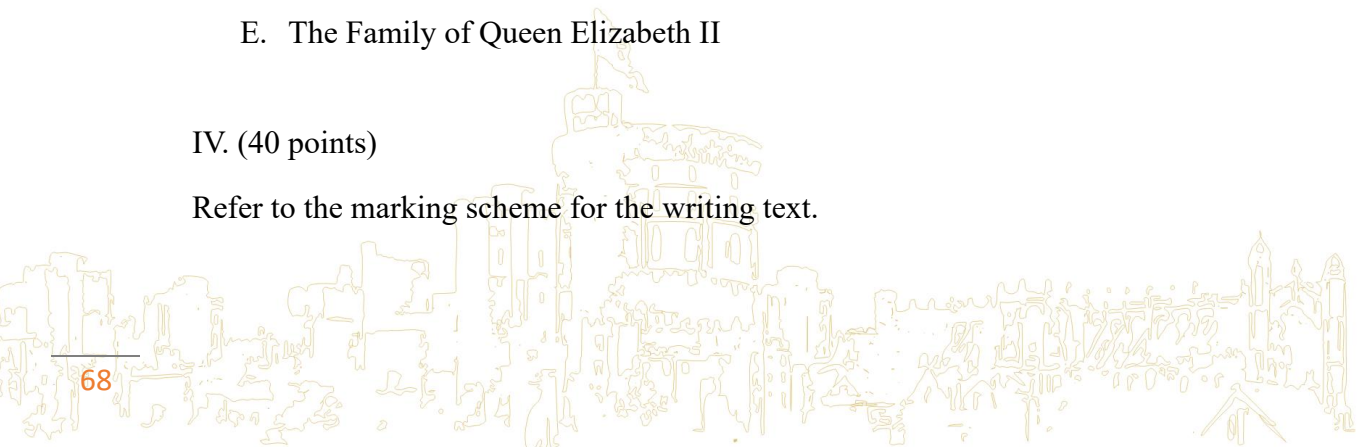 E. The Family of Queen Elizabeth II
IV. (40 points)
Refer to the marking scheme for the writing text.
68